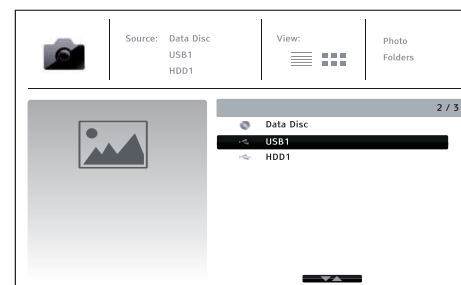 Source: Data Disc
USB1
HDD1
View:
Photo
Folders
2 / 3
Data Disc
USB1
HDD1